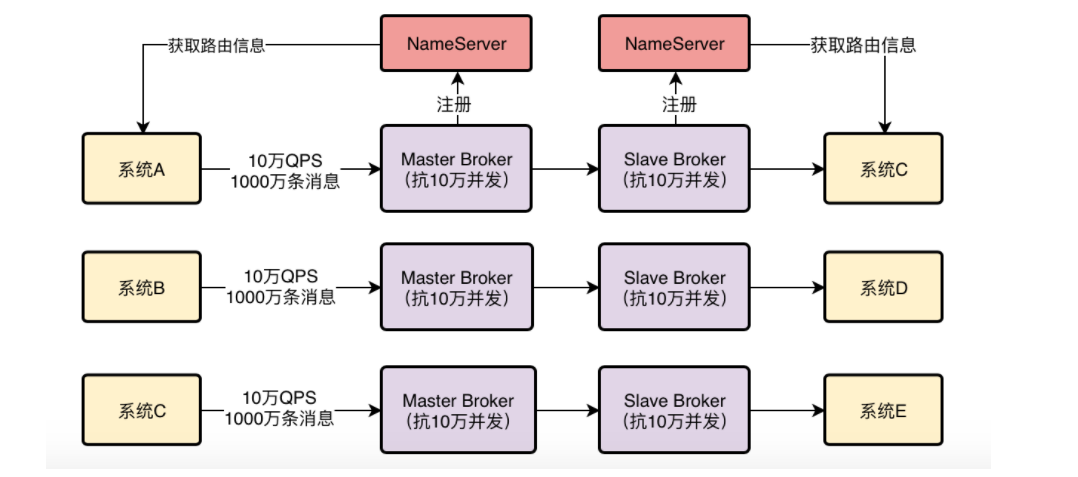 NameServer
NameServer
获取路由信息
获取路由信息
注册
注册
系统A
10万QPS
1000万条消息
Master Broker
（抗10万并发）
Slave Broker
（抗10万并发）
系统C
系统B
10万QPS
1000万条消息
Master Broker
（抗10万并发）
Slave Broker
（抗10万并发）
系统D
系统C
10万QPS
1000万条消息
Master Broker
（抗10万并发）
Slave Broker
（抗10万并发）
系统E